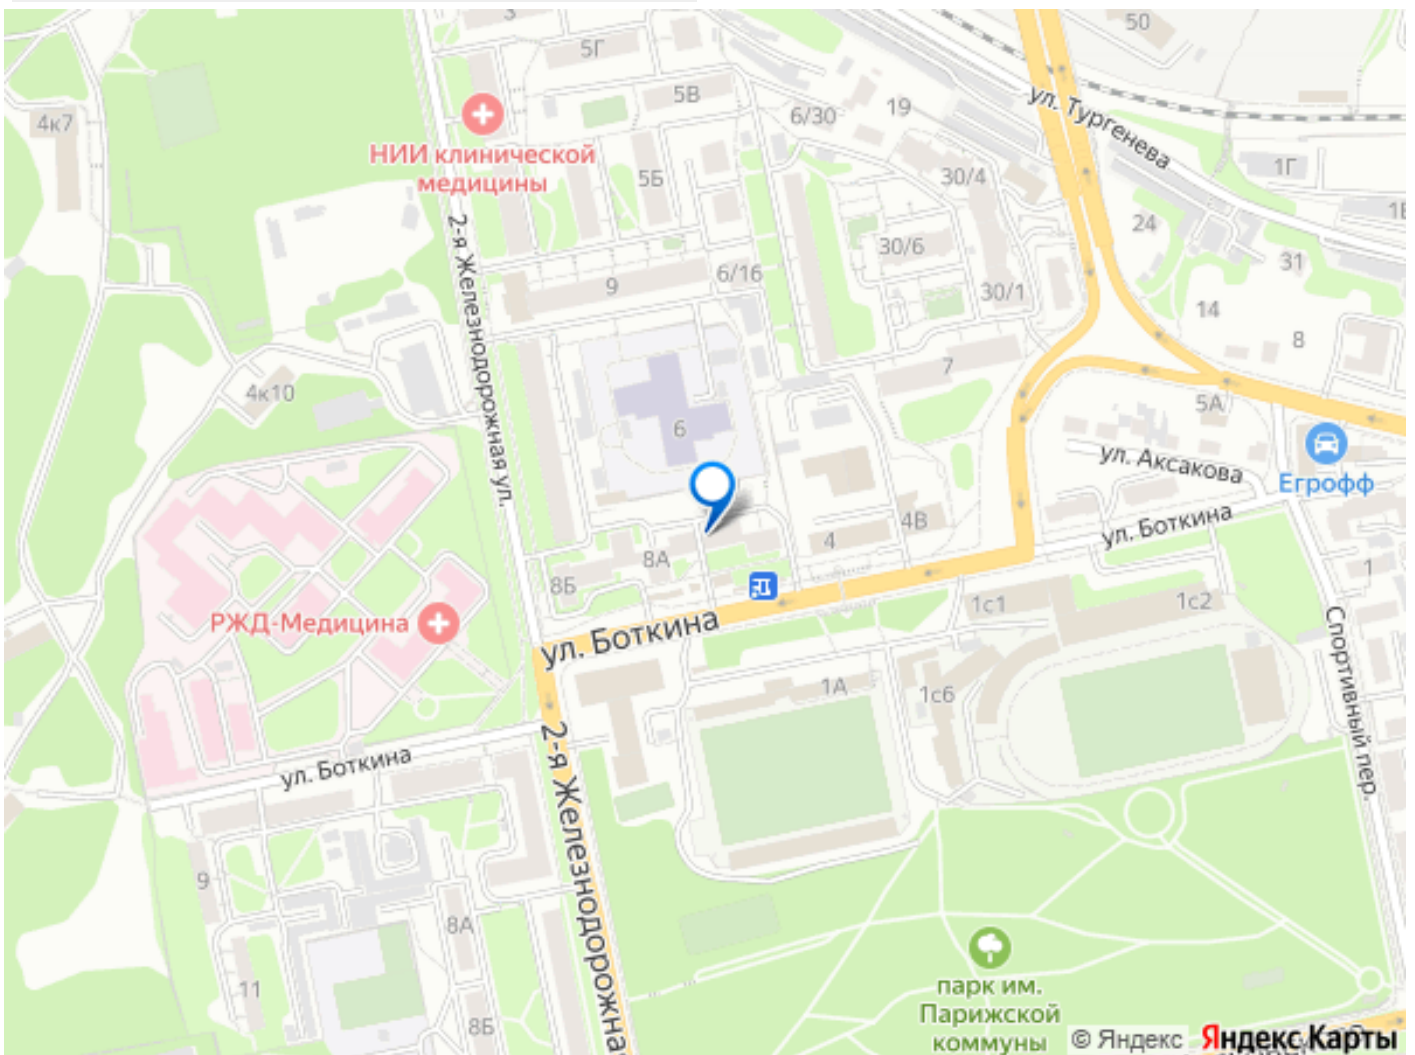 50
5Г
5В
6/30
19
ул. Тургенева
4к7
НИИ клинической
медицины
5Б
30/4
1Г
24
30/6
31
6/16
9
30/1
14
8
2-я Железнодорожная ул.
7
4к10
5А
6
ул. Аксакова
Егрофф
4В
ул. Боткина
4
8А
8Б
1
1с1
1с2
РЖД-Медицина
ул. Боткина
Спортивный пер.
1А
1с6
ул. Боткина
2-я Железнодорожна
9
8А
11
8Б
парк им.
Парижской
коммуны
© Яндекс Яндекс Карты